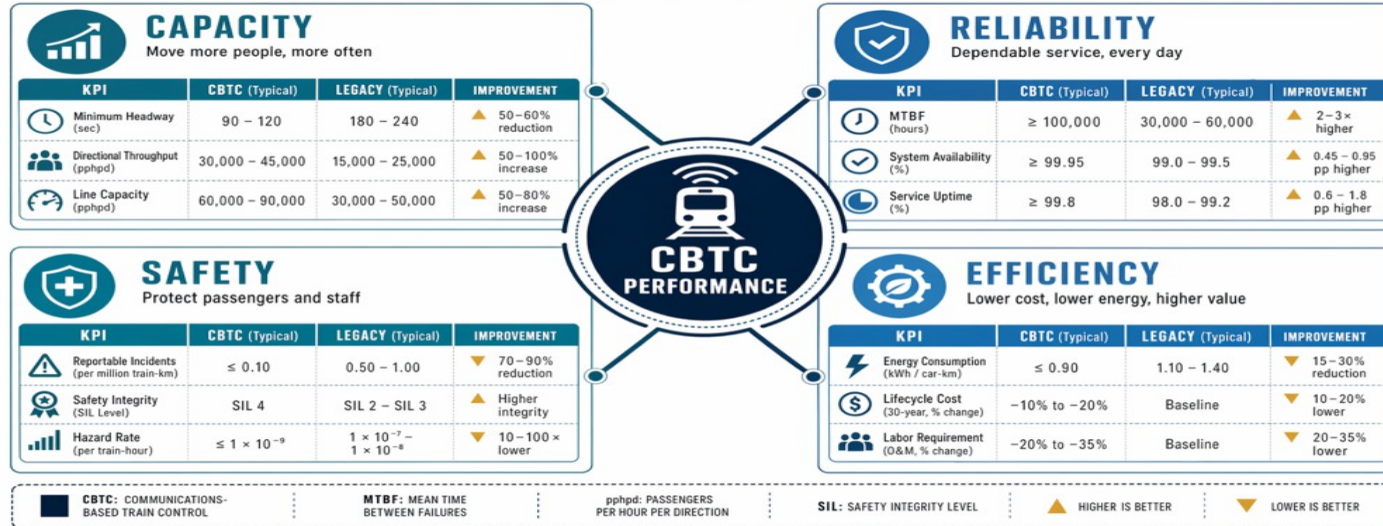 CAPACITY
Move more people, more often
KPI CBTC (Typical) LEGACY (Typical) IMPROVEMENT
Minimum Headway (sec) 90 – 120 180 – 240 ▲ 50–60% reduction
Directional Throughput (pphpd) 30,000 – 45,000 15,000 – 25,000 ▲ 50–100% increase
Line Capacity (pphpd) 60,000 – 90,000 30,000 – 50,000 ▲ 50–80% increase
RELIABILITY
Dependable service, every day
KPI CBTC (Typical) LEGACY (Typical) IMPROVEMENT
MTBF (hours) ≥ 100,000 30,000 – 60,000 ▲ 2–3× higher
System Availability (%) ≥ 99.95 99.0 – 99.5 ▲ 0.45 – 0.95 pp higher
Service Uptime (%) ≥ 99.8 98.0 – 99.2 ▲ 0.6 – 1.8 pp higher
CBTC
PERFORMANCE
SAFETY
Protect passengers and staff
KPI CBTC (Typical) LEGACY (Typical) IMPROVEMENT
Reportable Incidents (per million train-km) ≤ 0.10 0.50 – 1.00 ▼ 70–90% reduction
Safety Integrity (SIL Level) SIL 4 SIL 2 – SIL 3 ▲ Higher integrity
Hazard Rate (per train-hour) ≤ 1 × 10⁻⁹ 1 × 10⁻⁷ – 1 × 10⁻⁸ ▼ 10–100 × lower
EFFICIENCY
Lower cost, lower energy, higher value
KPI CBTC (Typical) LEGACY (Typical) IMPROVEMENT
Energy Consumption (kWh / car-km) ≤ 0.90 1.10 – 1.40 ▼ 15–30% reduction
Lifecycle Cost (30-year, % change) –10% to –20% Baseline ▼ 10–20% lower
Labor Requirement (O&M, % change) –20% to –35% Baseline ▼ 20–35% lower
CBTC: COMMUNICATIONS-
BASED TRAIN CONTROL
MTBF: MEAN TIME
BETWEEN FAILURES
pphpd: PASSENGERS
PER HOUR PER DIRECTION
SIL: SAFETY INTEGRITY LEVEL
▲ HIGHER IS BETTER
▼ LOWER IS BETTER